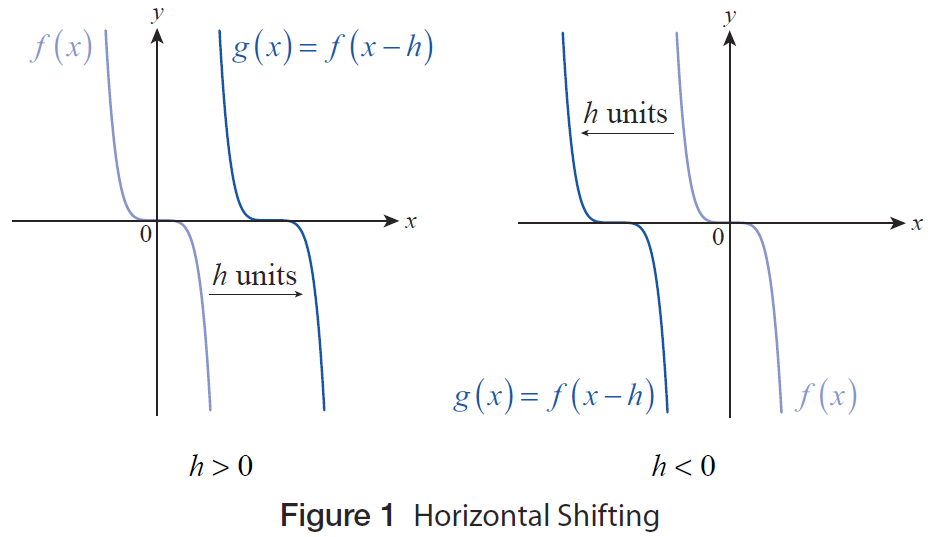 y
f(x)
g(x) = f(x − h)
x
0
h units
h > 0
y
h units
x
0
g(x) = f(x − h)
f(x)
h < 0
Figure 1 Horizontal Shifting